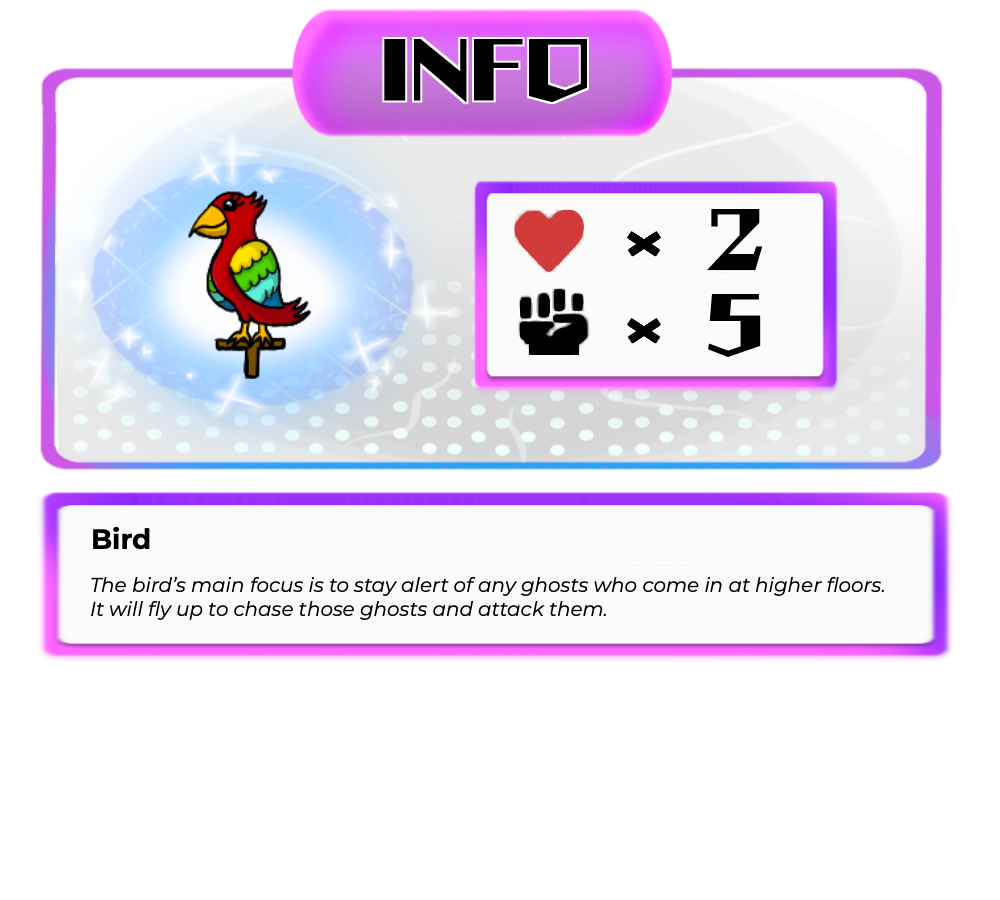 INFO
× 2
× 5
Bird
The bird's main focus is to stay alert of any ghosts who come in at higher floors.
It will fly up to chase those ghosts and attack them.